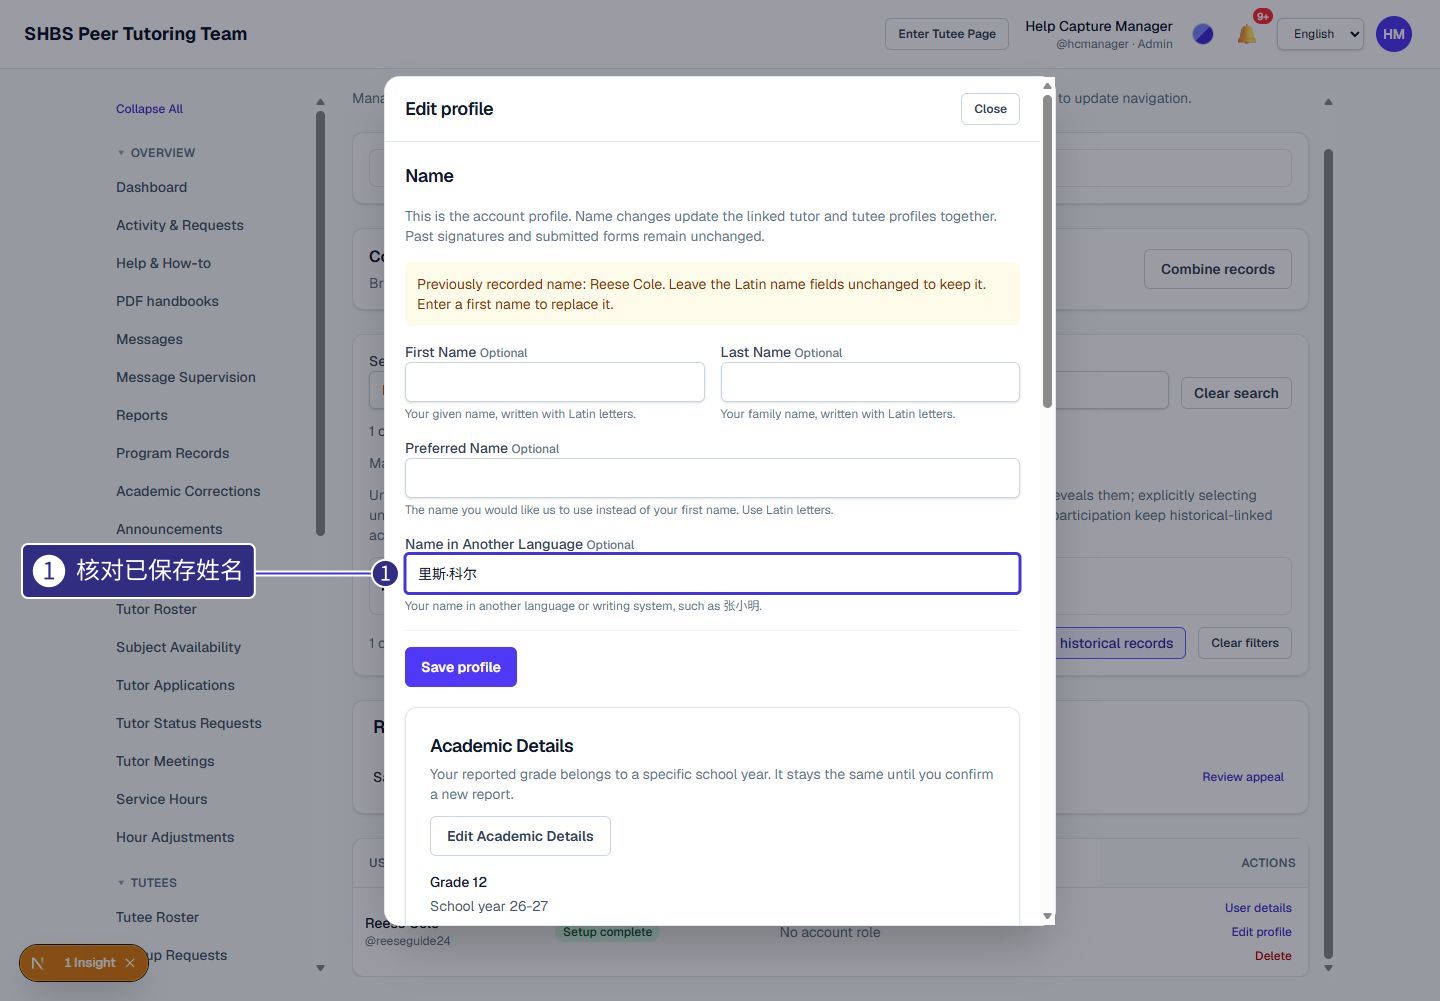 SHBS Peer Tutoring Team
Enter Tutee Page
Help Capture Manager
@hcmanager · Admin
9+
English
HM
Collapse All
OVERVIEW
Dashboard
Activity & Requests
Help & How-to
PDF handbooks
Messages
Message Supervision
Reports
Program Records
Academic Corrections
Announcements
Tutor Roster
Subject Availability
Tutor Applications
Tutor Status Requests
Tutor Meetings
Service Hours
Hour Adjustments
TUTEES
Tutee Roster
up Requests
1 Insight
1 核对已保存姓名
1
to update navigation.
Combine records
Clear search
eveals them; explicitly selecting
articipation keep historical-linked
historical records
Clear filters
Review appeal
ACTIONS
@reeseguide24
Setup complete
No account role
User details
Edit profile
Delete
Edit profile
Close
Name
This is the account profile. Name changes update the linked tutor and tutee profiles together.
Past signatures and submitted forms remain unchanged.
Previously recorded name: Reese Cole. Leave the Latin name fields unchanged to keep it.
Enter a first name to replace it.
First Name Optional
Last Name Optional
Your given name, written with Latin letters.
Your family name, written with Latin letters.
Preferred Name Optional
The name you would like us to use instead of your first name. Use Latin letters.
Name in Another Language Optional
里斯·科尔
Your name in another language or writing system, such as 张小明.
Save profile
Academic Details
Your reported grade belongs to a specific school year. It stays the same until you confirm
a new report.
Edit Academic Details
Grade 12
School year 26-27